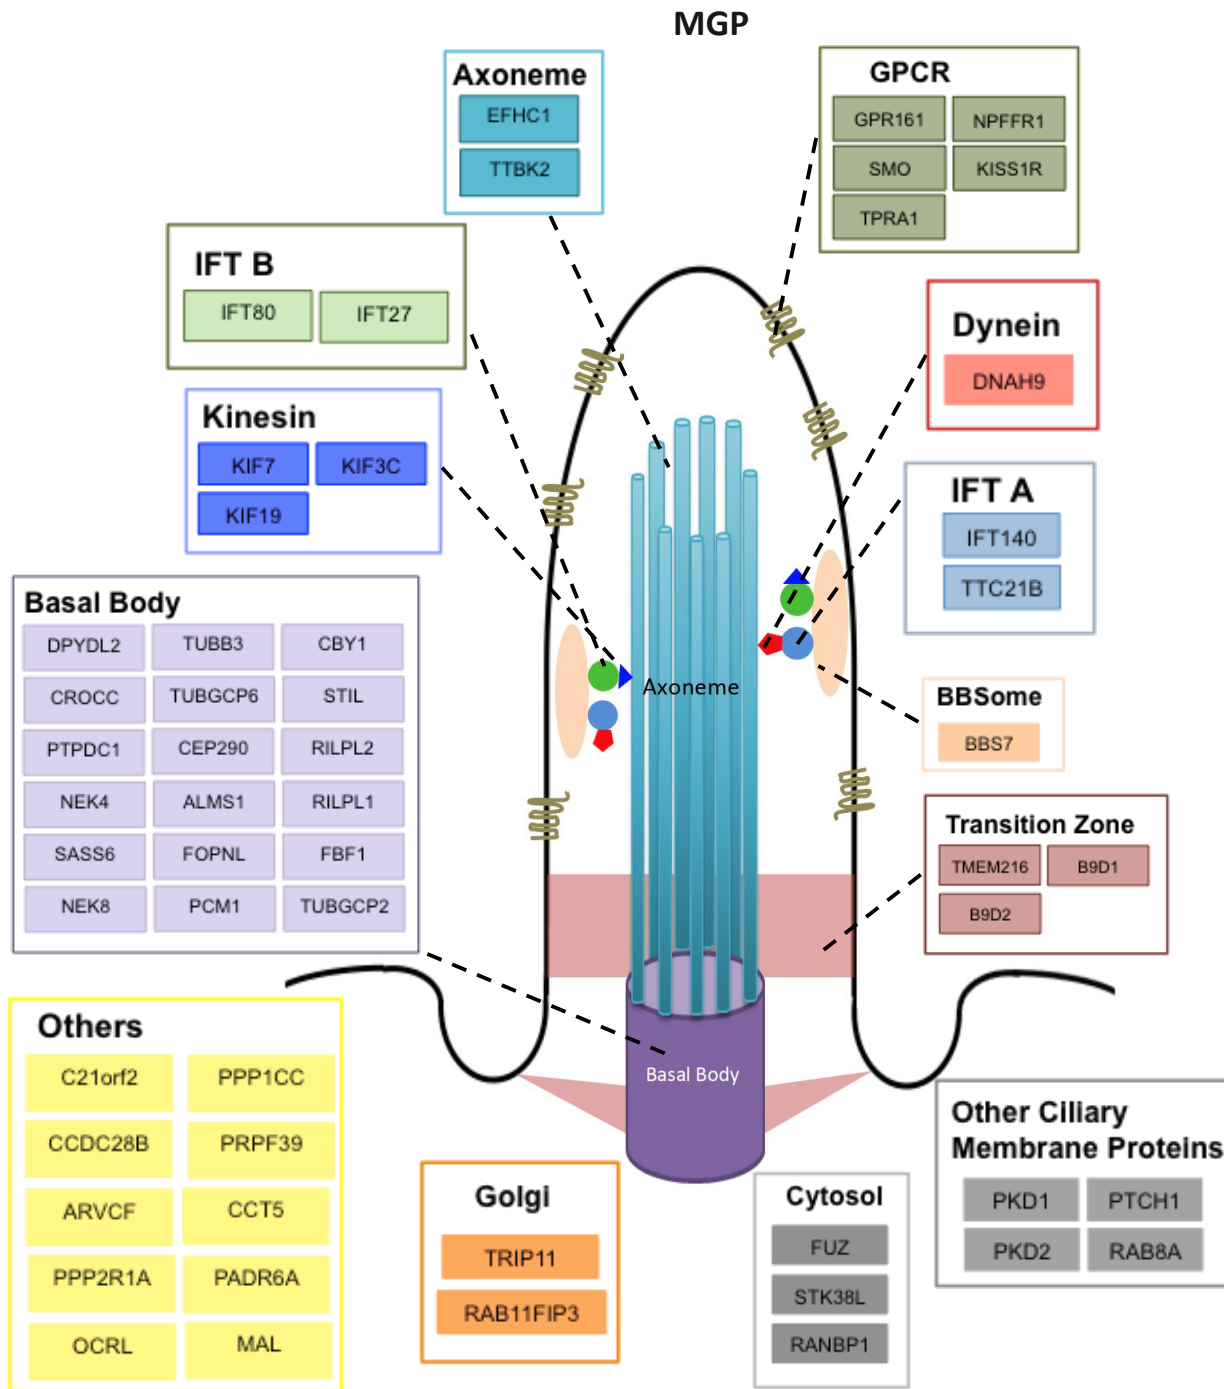 MGP
Axoneme
EFHC1
TTBK2
GPCR
GPR161 NPFFR1
SMO KISS1R
TPRA1
IFT B
IFT80 IFT27
Dynein
DNAH9
Kinesin
KIF7 KIF3C
KIF19
IFT A
IFT140
TTC21B
Basal Body
DPYDL2 TUBB3 CBY1
CROCC TUBGCP6 STIL
PTPDC1 CEP290 RILPL2
NEK4 ALMS1 RILPL1
SASS6 FOPNL FBF1
NEK8 PCM1 TUBGCP2
Axoneme
BBSome
BBS7
Transition Zone
TMEM216 B9D1
B9D2
Basal Body
Others
C21orf2 PPP1CC
CCDC28B PRPF39
ARVCF CCT5
PPP2R1A PADR6A
OCRL MAL
Golgi
TRIP11
RAB11FIP3
Cytosol
FUZ
STK38L
RANBP1
Other Ciliary
Membrane Proteins
PKD1 PTCH1
PKD2 RAB8A